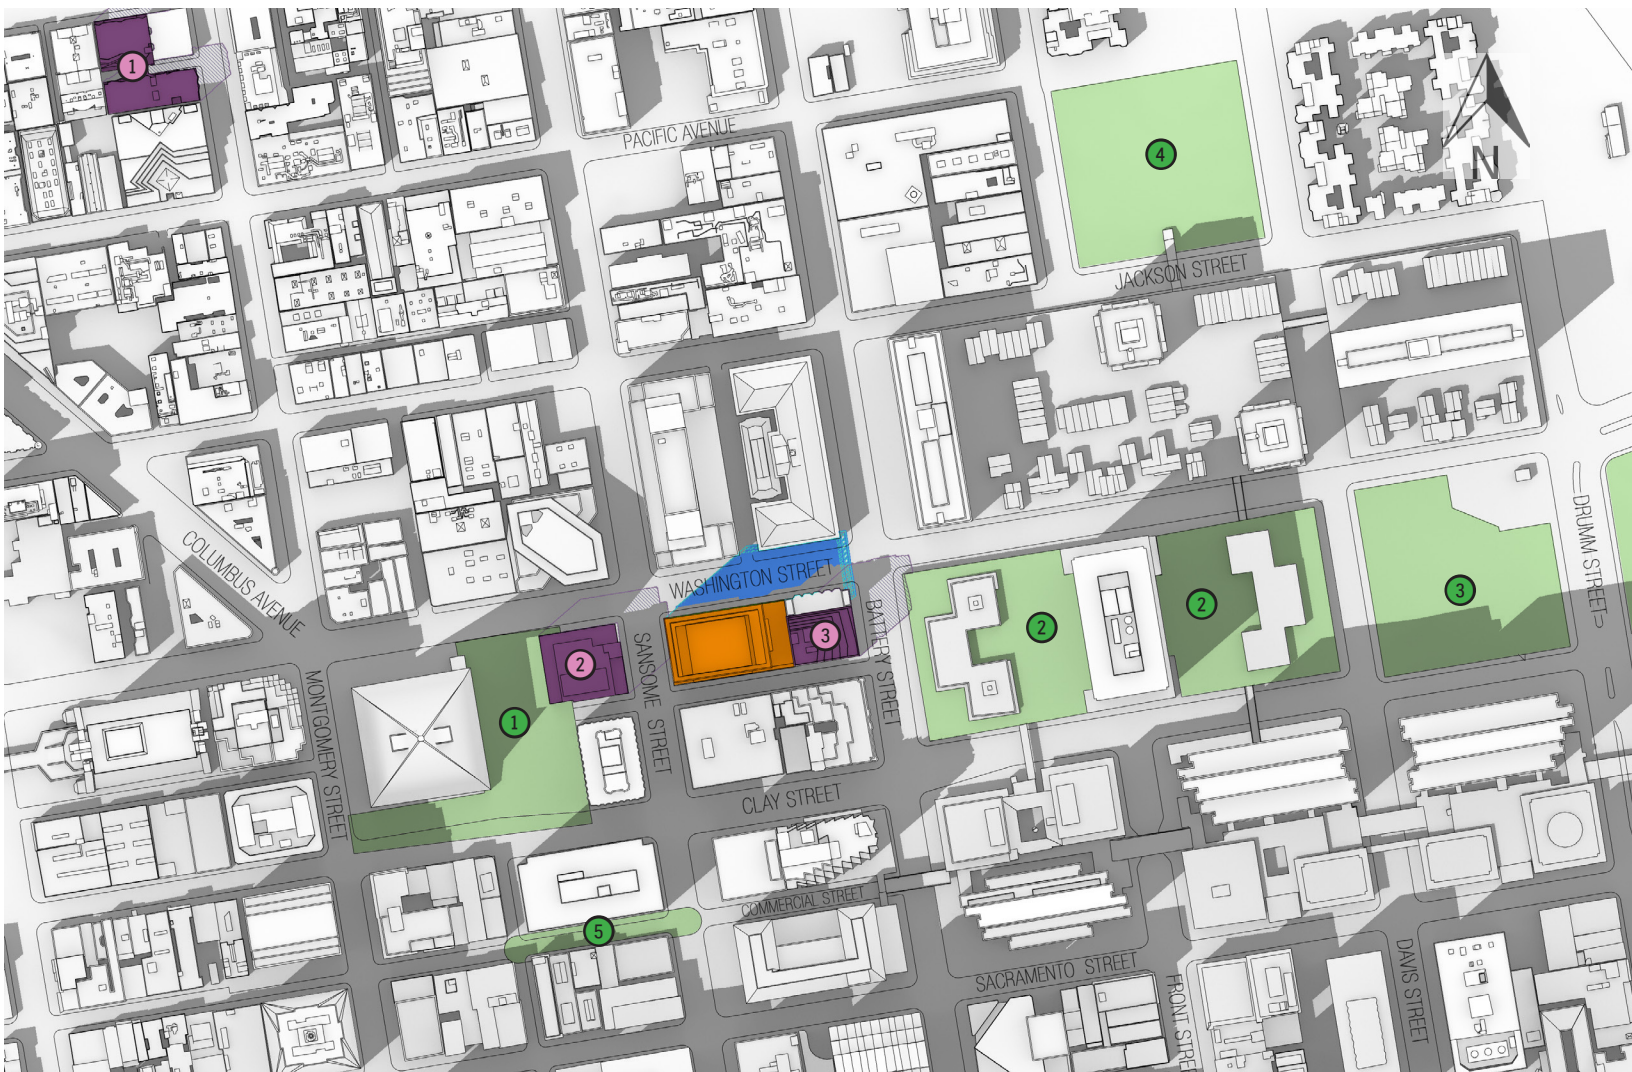 1
PACIFIC AVENUE
4
N
JACKSON STREET
COLUMBUS AVENUE
WASHINGTON STREET
DRUMM STREET
2
3
2
3
2
BATTERY STREET
SANSOME STREET
MONTGOMERY STREET
1
CLAY STREET
COMMERCIAL STREET
5
SACRAMENTO STREET
FRONT STRE
DAVIS STREET